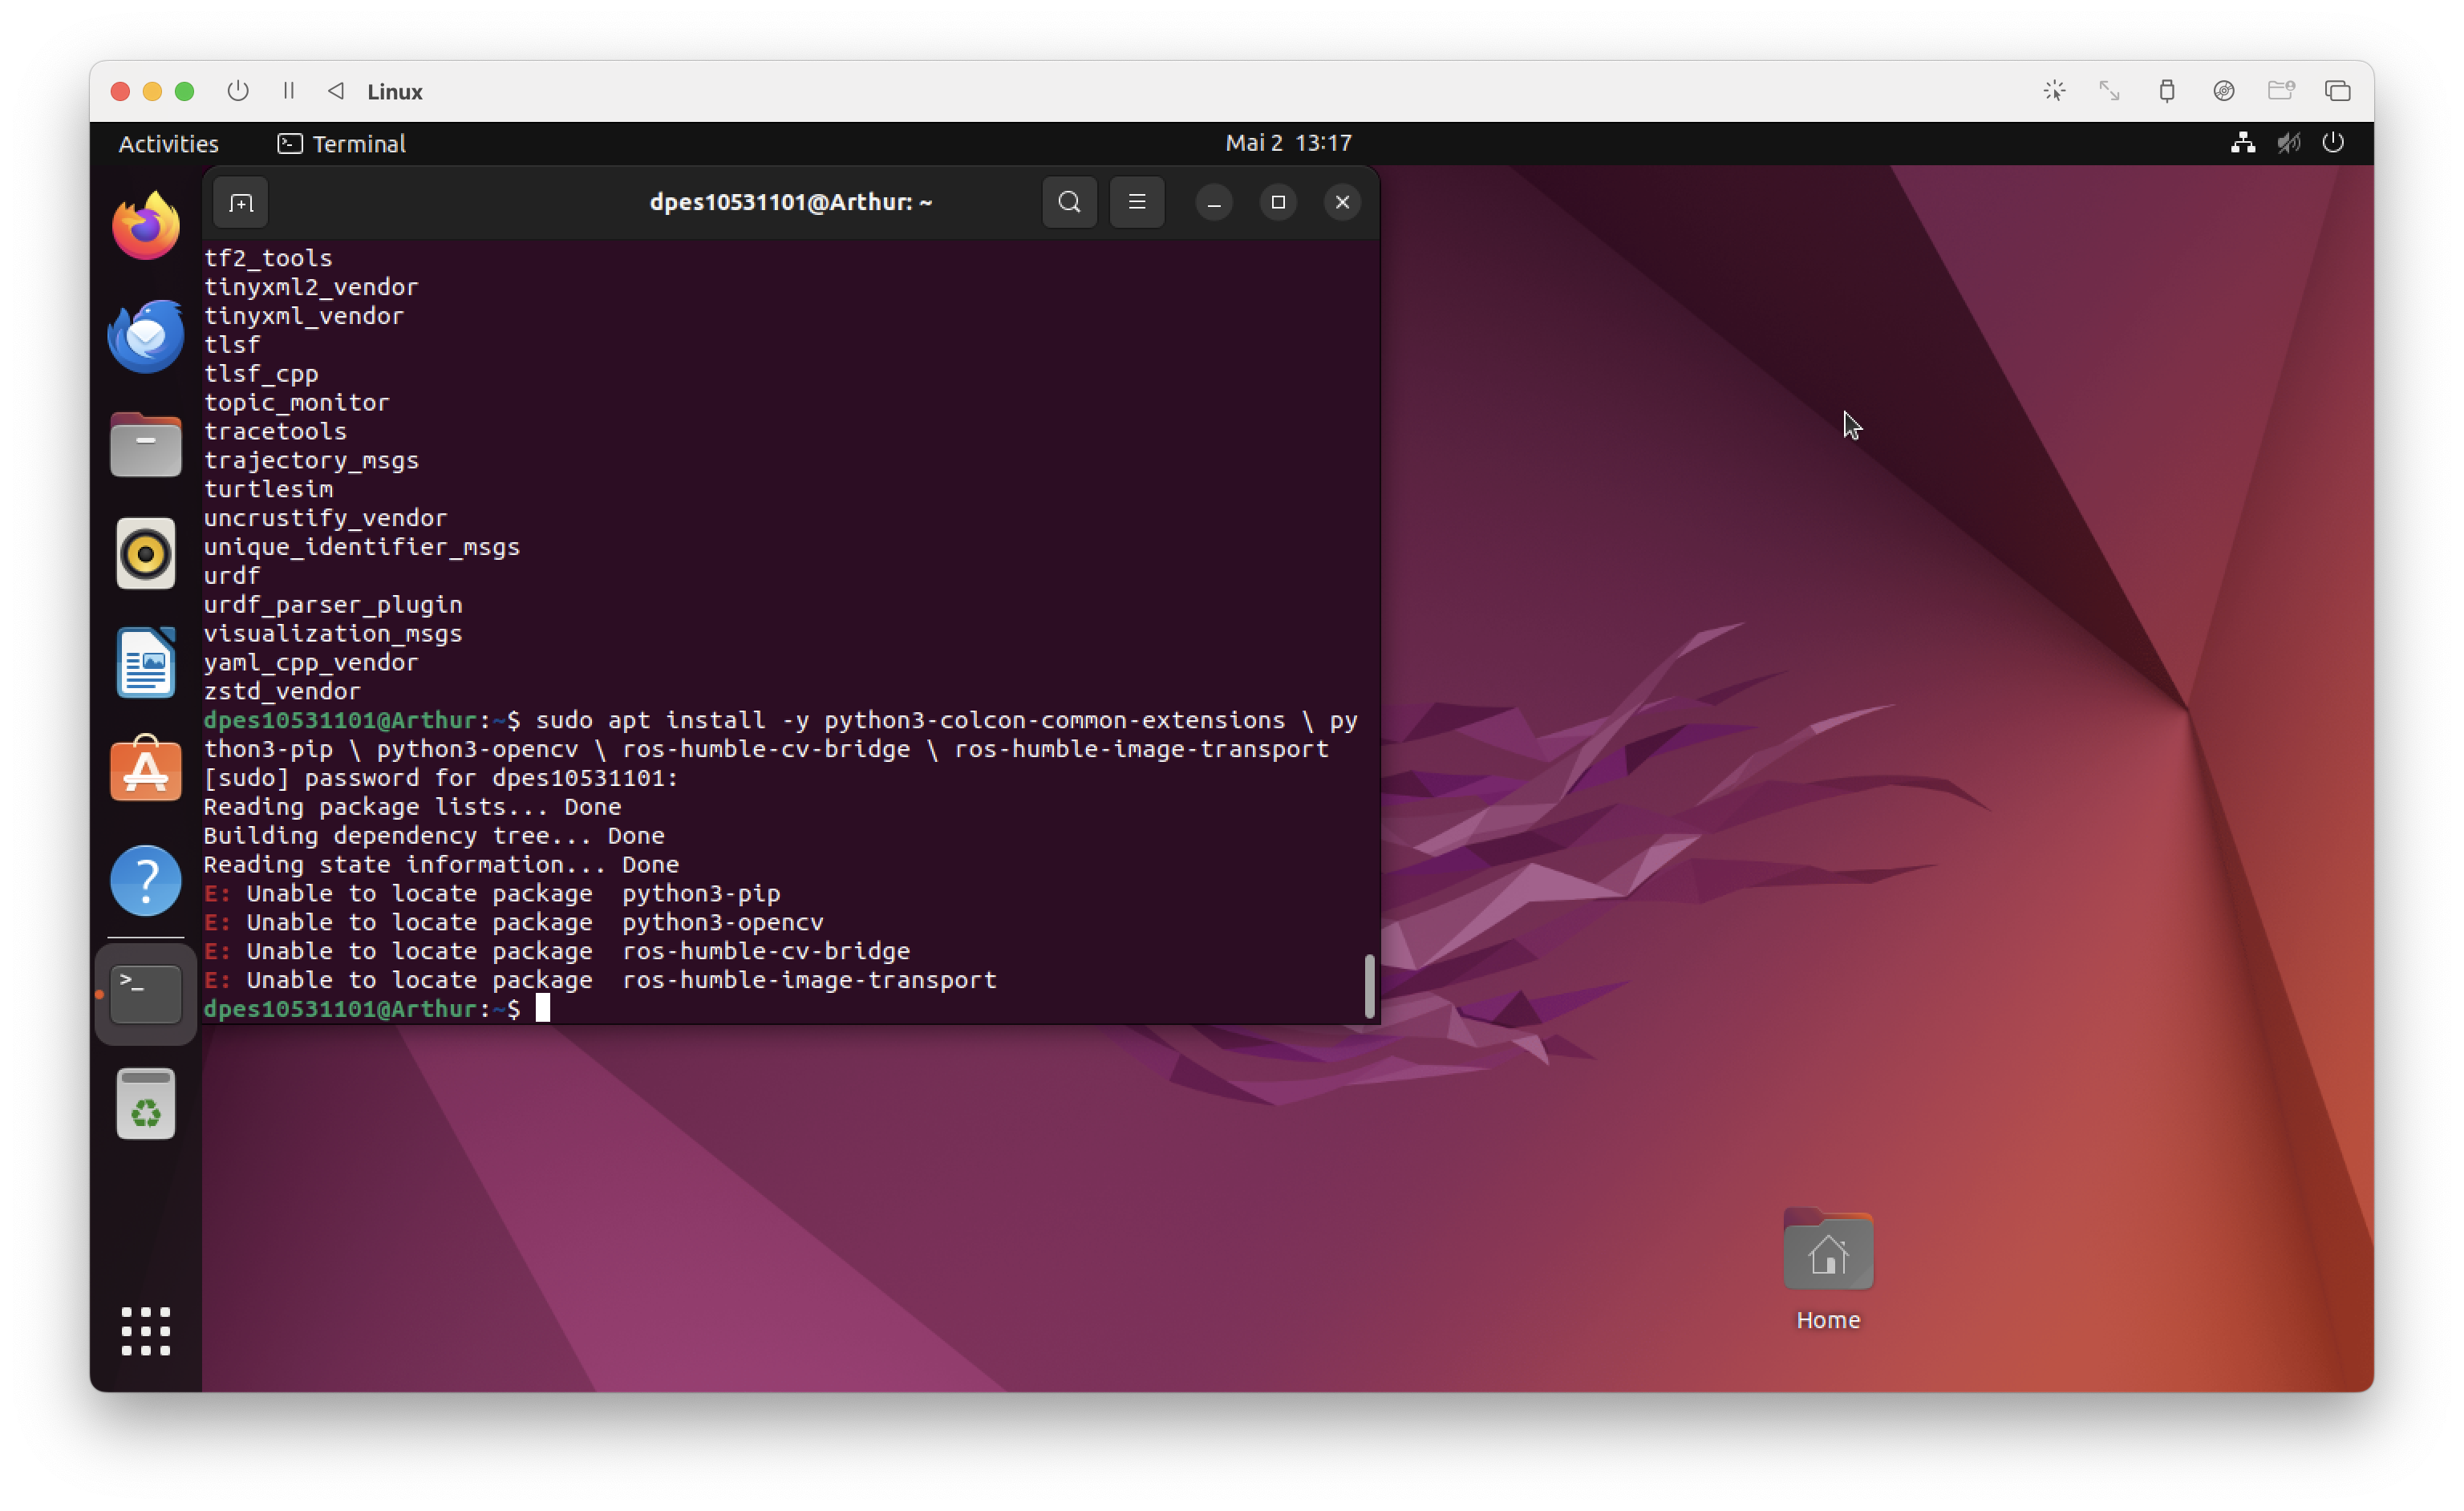 Linux
Activities
Terminal
Mai 2 13:17
dpes10531101@Arthur: ~
tf2_tools
tinyxml2_vendor
tinyxml_vendor
tlsf
tlsf_cpp
topic_monitor
tracetools
trajectory_msgs
turtlesim
uncrustify_vendor
unique_identifier_msgs
urdf
urdf_parser_plugin
visualization_msgs
yaml_cpp_vendor
zstd_vendor
dpes10531101@Arthur:~$ sudo apt install -y python3-colcon-common-extensions \ py
thon3-pip \ python3-opencv \ ros-humble-cv-bridge \ ros-humble-image-transport
[sudo] password for dpes10531101:
Reading package lists... Done
Building dependency tree... Done
Reading state information... Done
E: Unable to locate package  python3-pip
E: Unable to locate package  python3-opencv
E: Unable to locate package  ros-humble-cv-bridge
E: Unable to locate package  ros-humble-image-transport
dpes10531101@Arthur:~$
Home